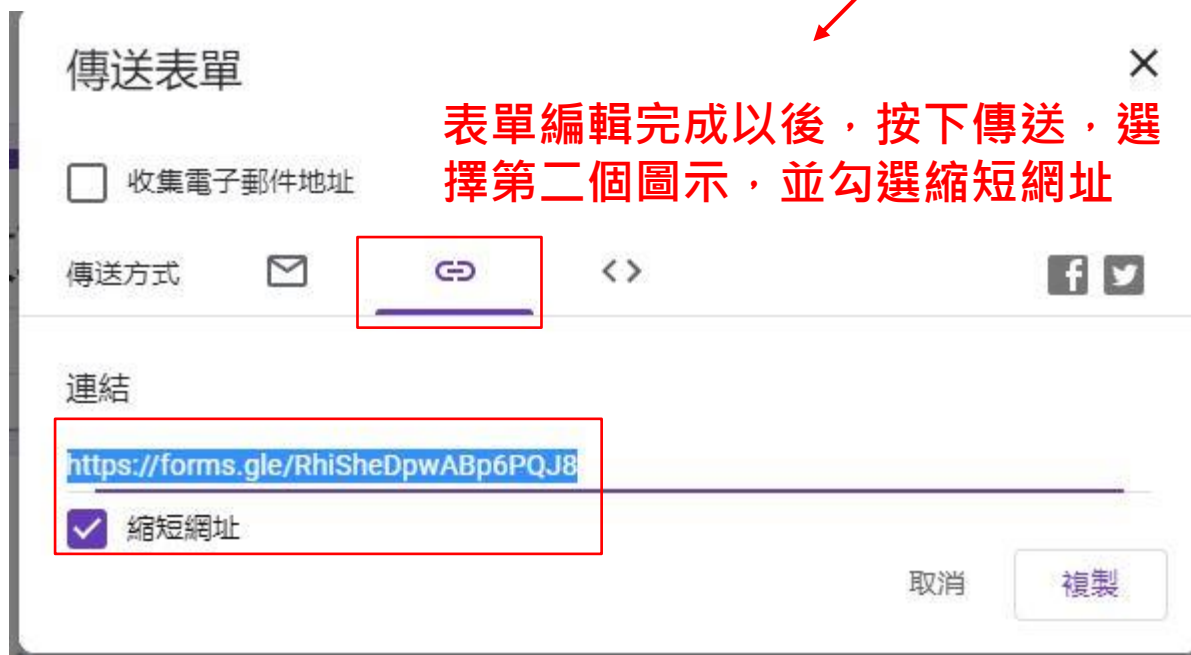 傳送表單
表單編輯完成以後，按下傳送，選
擇第二個圖示，並勾選縮短網址
收集電子郵件地址
傳送方式
連結
https://forms.gle/RhiSheDpwABp6PQJ8
縮短網址
取消
複製